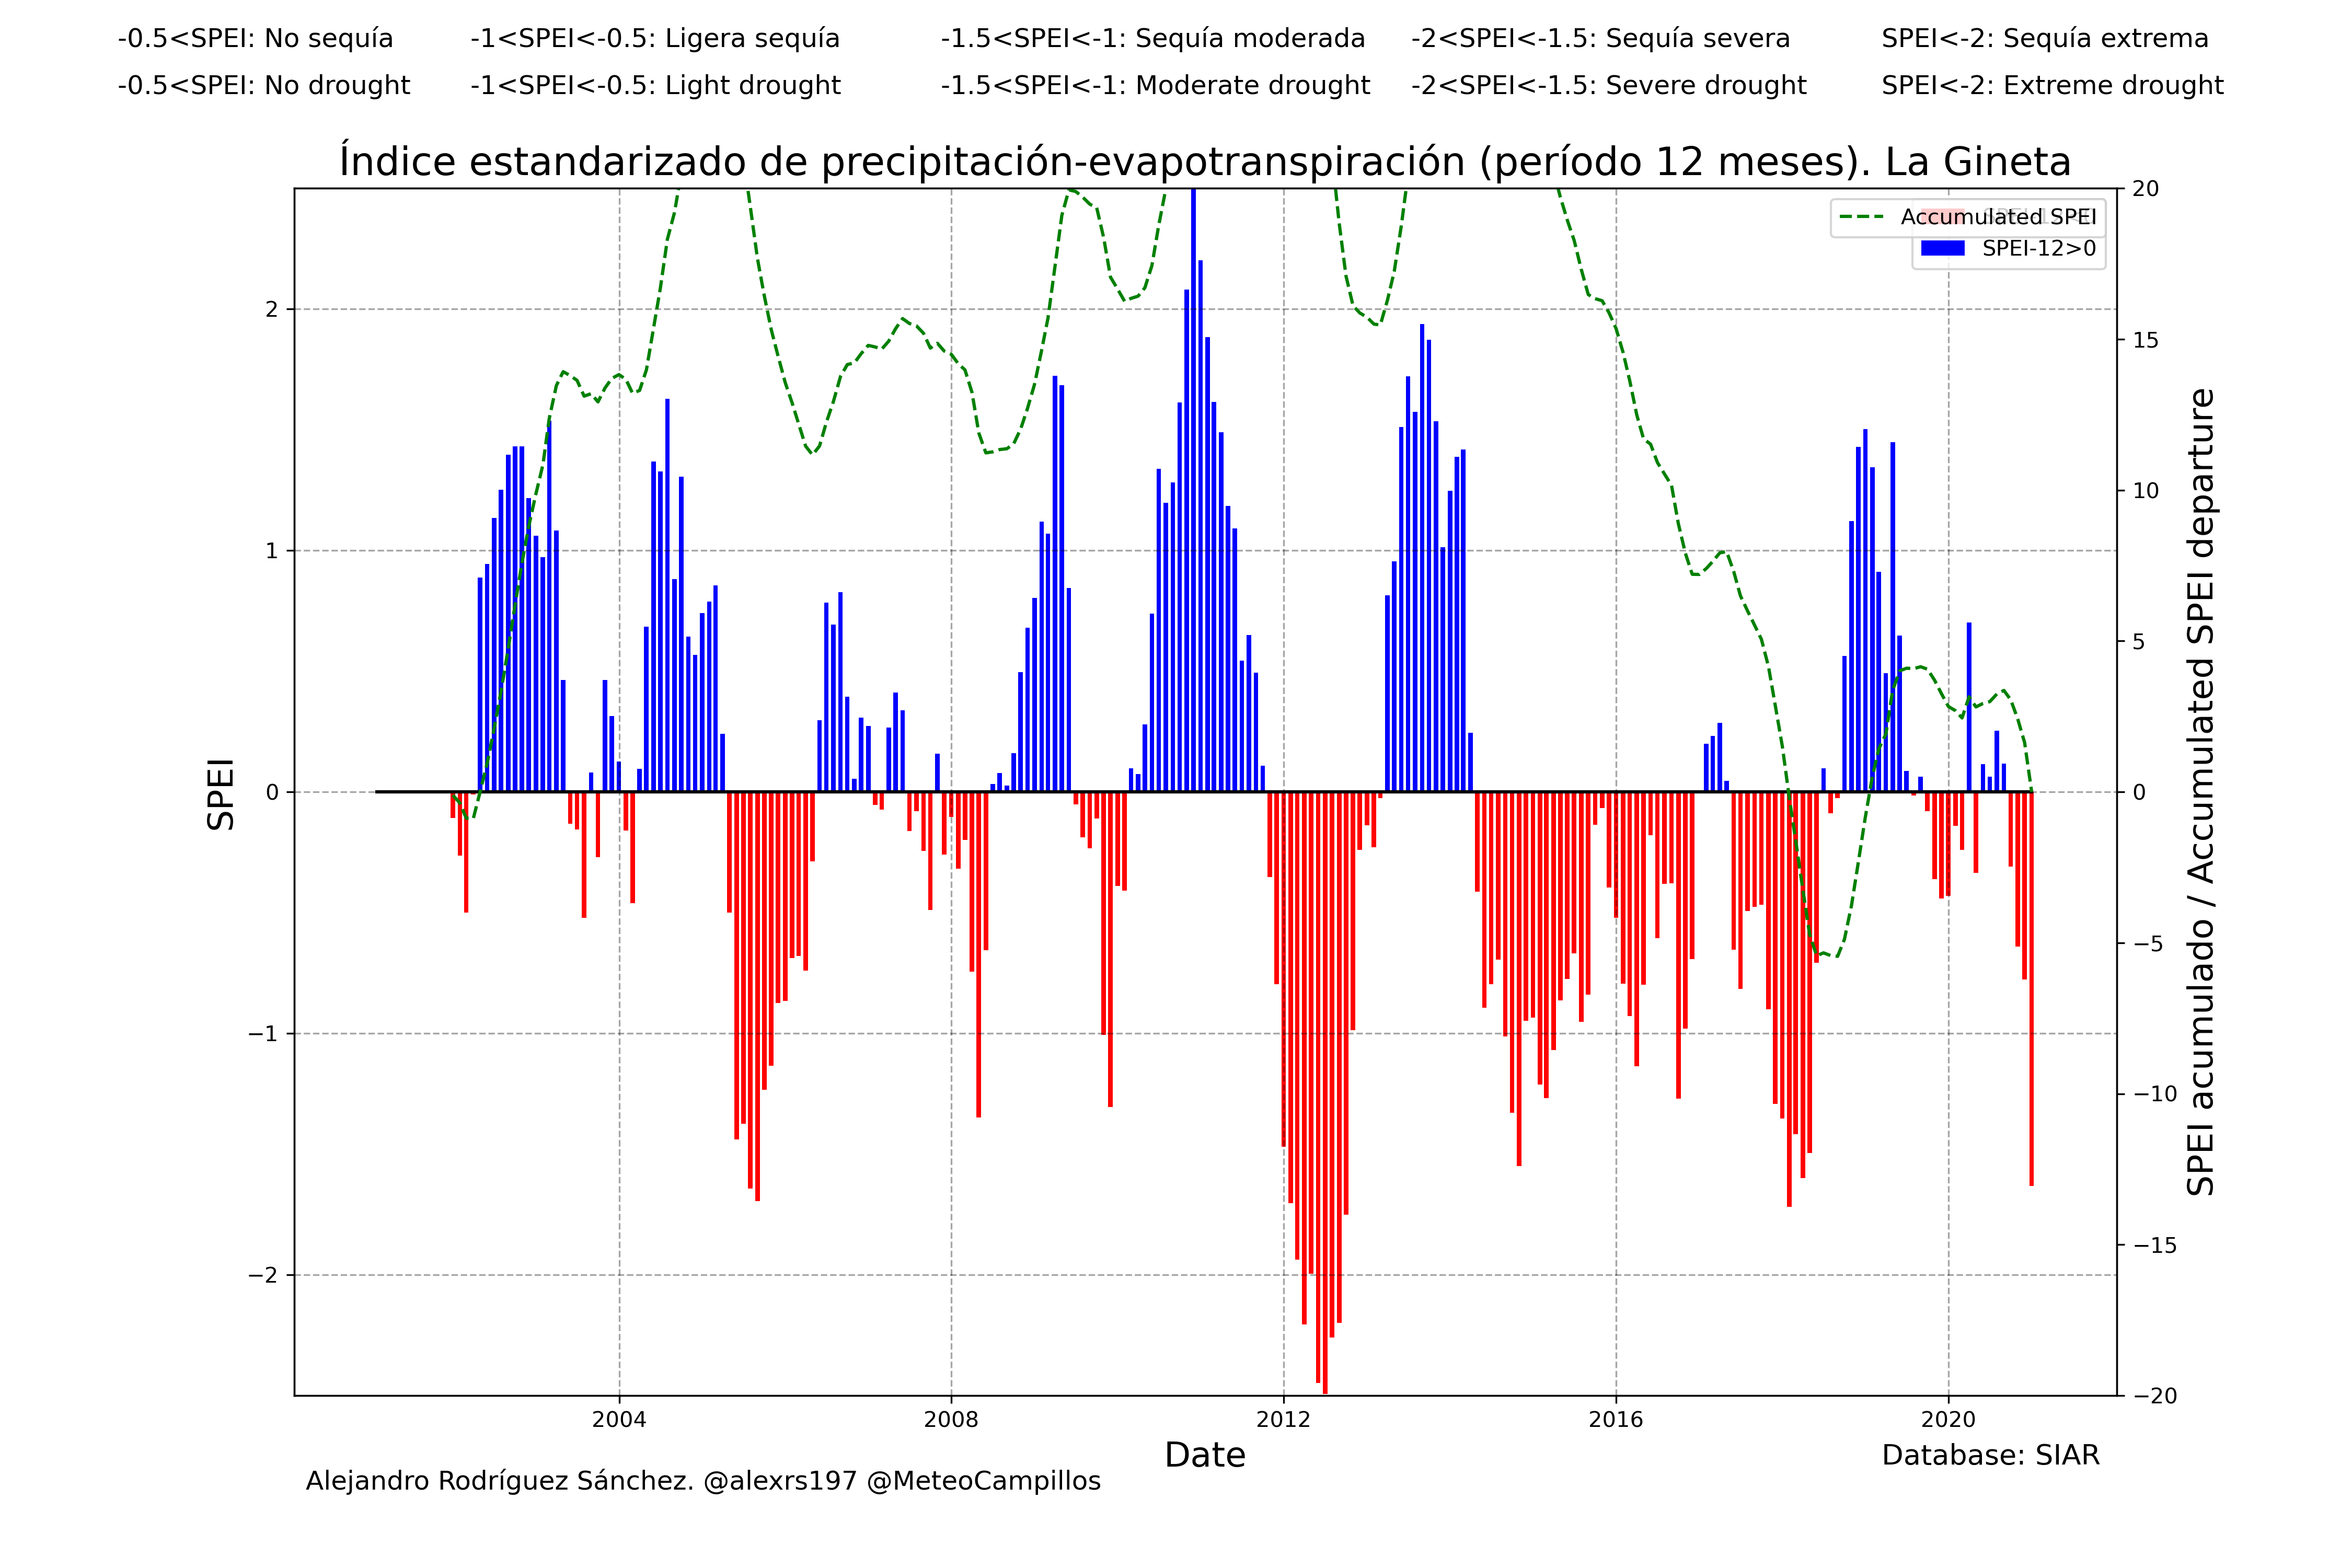 -0.5<SPEI: No sequía -1<SPEI<-0.5: Ligera sequía -1.5<SPEI<-1: Sequía moderada -2<SPEI<-1.5: Sequía severa SPEI<-2: Sequía extrema
-0.5<SPEI: No drought -1<SPEI<-0.5: Light drought -1.5<SPEI<-1: Moderate drought -2<SPEI<-1.5: Severe drought SPEI<-2: Extreme drought
Índice estandarizado de precipitación-evapotranspiración (período 12 meses). La Gineta
Accumulated SPEI
SPEI-12>0
SPEI
2
1
0
−1
−2
20
15
10
5
0
−5
−10
−15
−20
SPEI acumulado / Accumulated SPEI departure
2004 2008 2012 2016 2020
Date
Database: SIAR
Alejandro Rodríguez Sánchez. @alexrs197 @MeteoCampillos